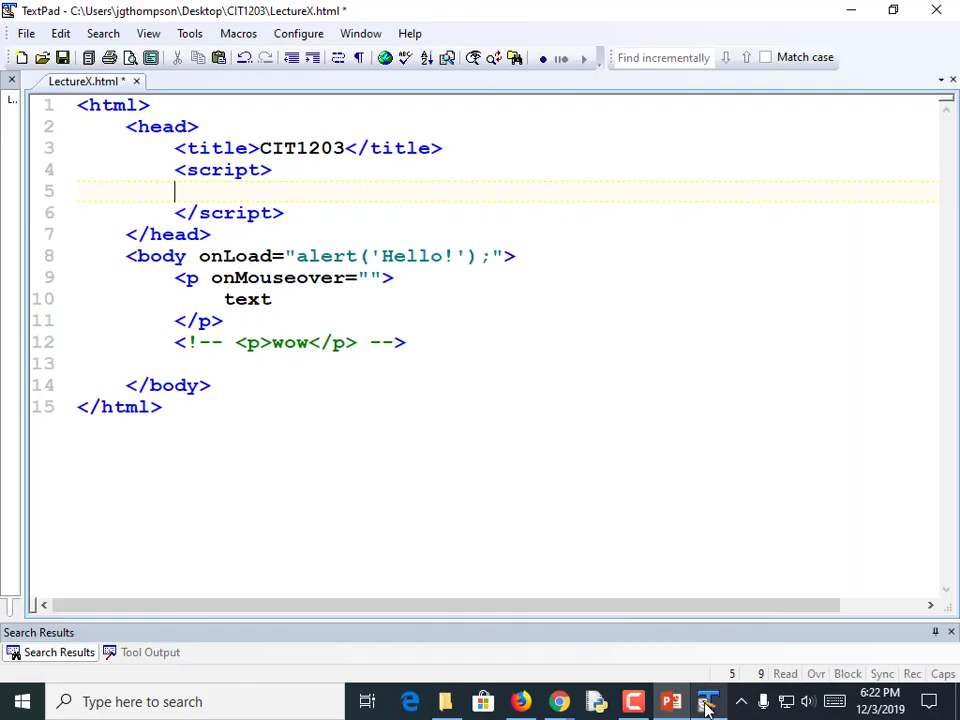 TextPad - C:\Users\jgthompson\Desktop\CIT1203\LectureX.html *
File Edit Search View Tools Macros Configure Window Help
Find incrementally Match case
LectureX.html *
L..
1 <html>
2 <head>
3 <title>CIT1203</title>
4 <script>
5
6 </script>
7 </head>
8 <body onLoad="alert('Hello!');">
9 <p onMouseover="">
10 text
11 </p>
12 <!-- <p>wow</p> -->
13
14 </body>
15 </html>
Search Results
Search Results Tool Output
5 9 Read Ovr Block Sync Rec Caps
Type here to search
6:22 PM
12/3/2019